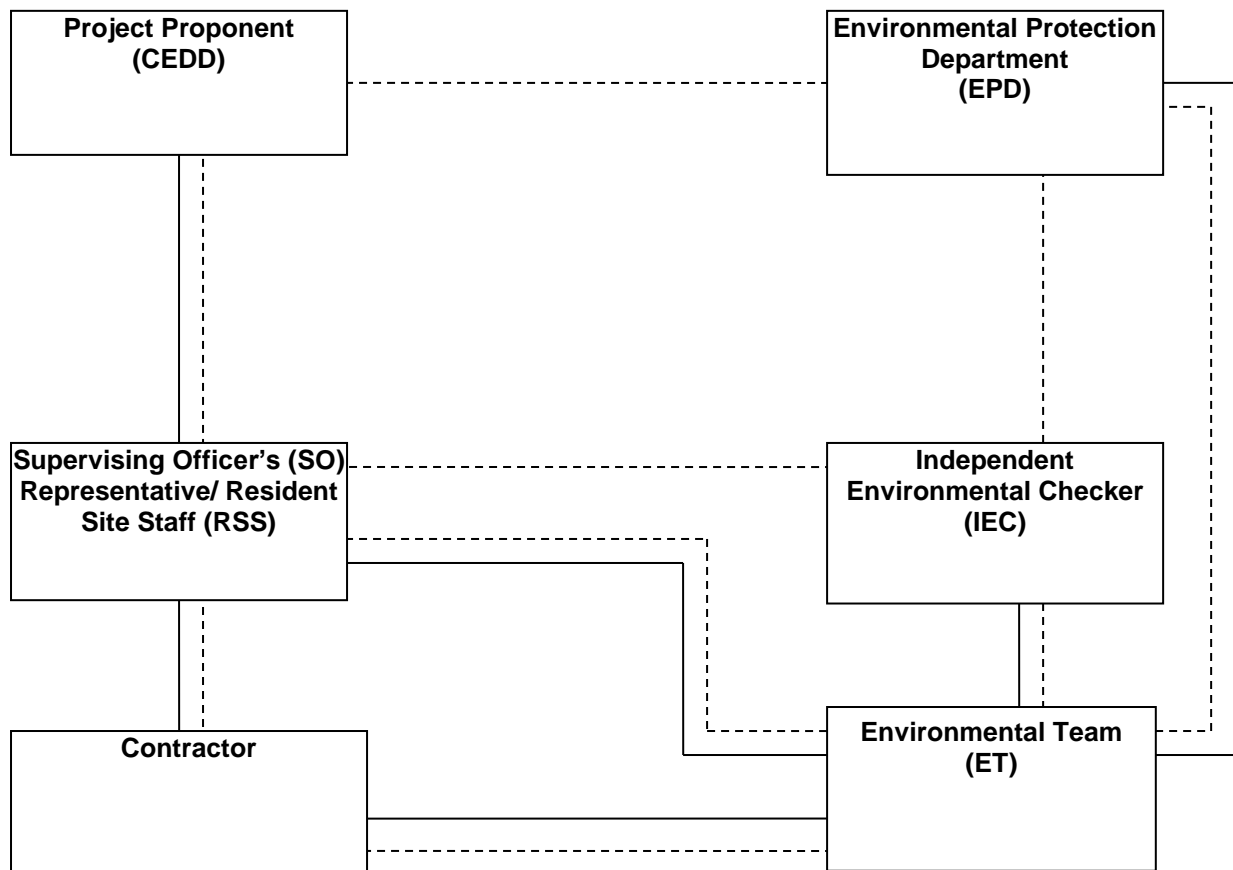 Project Proponent
(CEDD)
Environmental Protection
Department
(EPD)
Supervising Officer's (SO)
Representative/ Resident
Site Staff (RSS)
Independent
Environmental Checker
(IEC)
Contractor
Environmental Team
(ET)